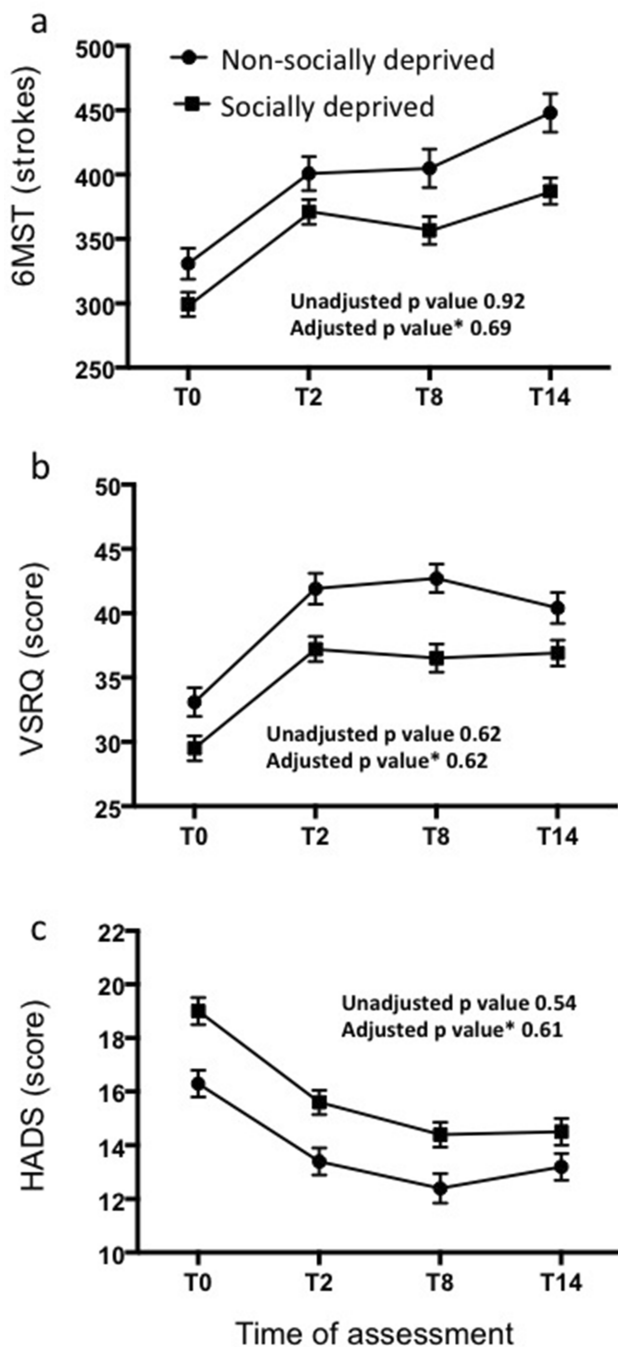 a
500
Non-socially deprived
450
Socially deprived
400
350
300
250
6MST (strokes)
Unadjusted p value 0.92
Adjusted p value* 0.69
T0 T2 T8 T14
b
50
45
40
35
30
25
VSRQ (score)
Unadjusted p value 0.62
Adjusted p value* 0.62
T0 T2 T8 T14
c
22
20
18
16
14
12
10
HADS (score)
Unadjusted p value 0.54
Adjusted p value* 0.61
T0 T2 T8 T14
Time of assessment